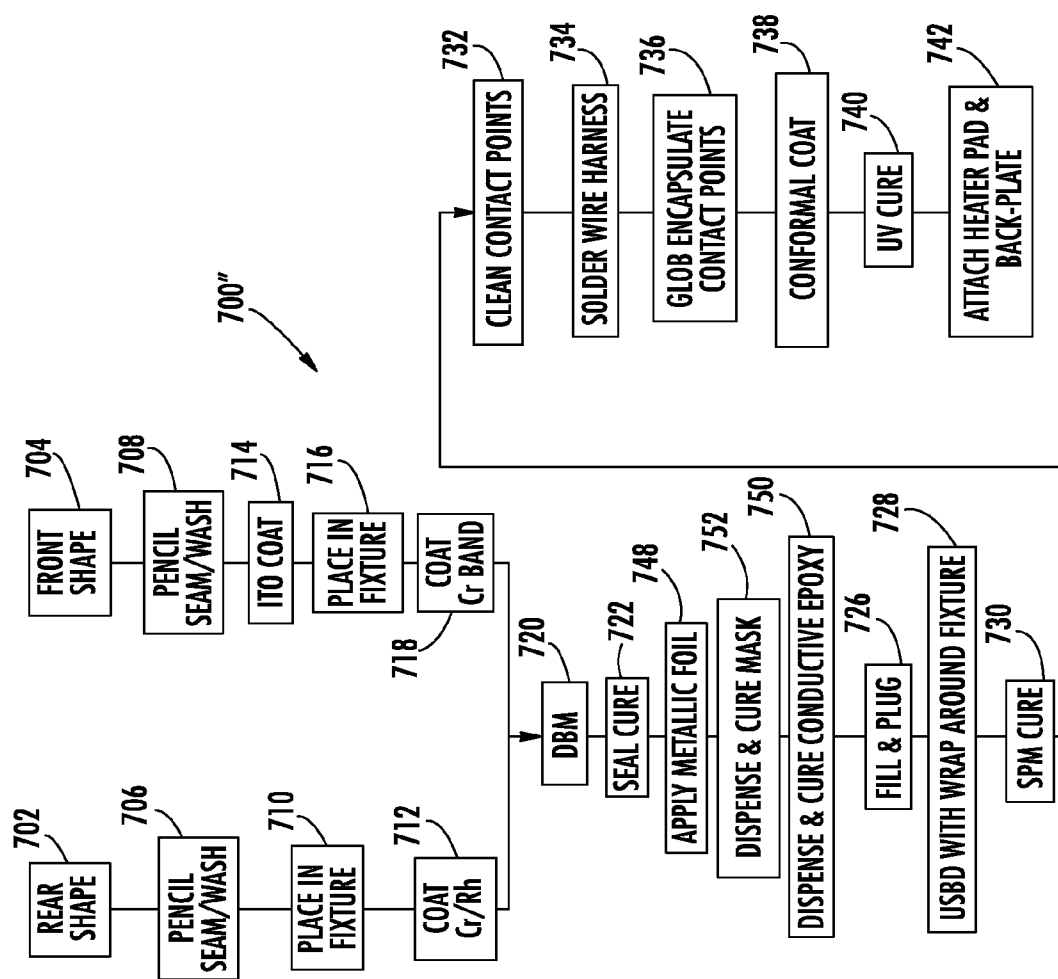 700"
702
REAR
SHAPE
706
PENCIL
SEAM/WASH
710
PLACE IN
FIXTURE
712
COAT
Cr/Rh
704
FRONT
SHAPE
708
PENCIL
SEAM/WASH
714
ITO COAT
716
PLACE IN
FIXTURE
COAT
Cr BAND
718
720
DBM
722
SEAL CURE
748
APPLY METALLIC FOIL
752
DISPENSE & CURE MASK
750
DISPENSE & CURE CONDUCTIVE EPOXY
726
FILL & PLUG
728
USBD WITH WRAP AROUND FIXTURE
730
SPM CURE
732
CLEAN CONTACT POINTS
734
SOLDER WIRE HARNESS
736
GLOB ENCAPSULATE
CONTACT POINTS
738
CONFORMAL COAT
740
UV CURE
742
ATTACH HEATER PAD &
BACK-PLATE